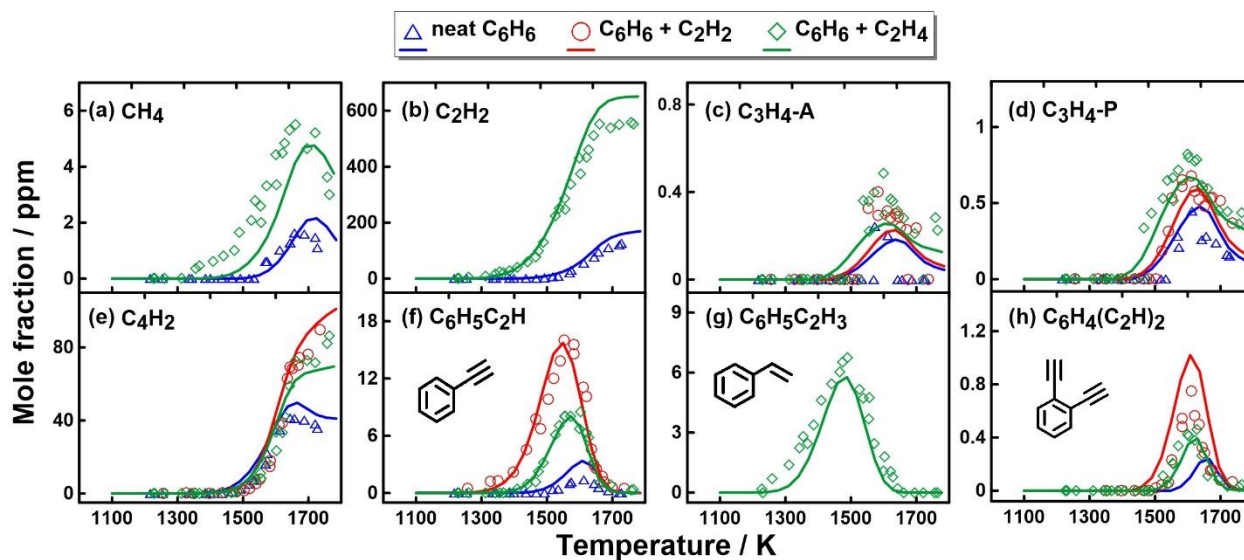 neat C6H6 C6H6 + C2H2 C6H6 + C2H4
(a) CH4 (b) C2H2 (c) C3H4-A (d) C3H4-P
6 4 2 0
600 400 200 0
0.8 0.4 0.0
1 0
(e) C4H2 (f) C6H5C2H (g) C6H5C2H3 (h) C6H4(C2H)2
80 40 0
18 12 6 0
9 6 3 0
1.2 0.8 0.4 0.0
1100 1300 1500 1700 1100 1300 1500 1700 1100 1300 1500 1700 1100 1300 1500 1700
Mole fraction / ppm
Temperature / K